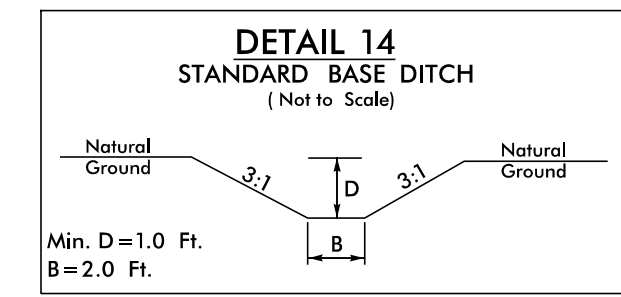 DETAIL 14
STANDARD BASE DITCH
( Not to Scale)
Natural
Ground
3:1
D
3:1
Natural
Ground
Min. D=1.0 Ft.
B
B=2.0 Ft.